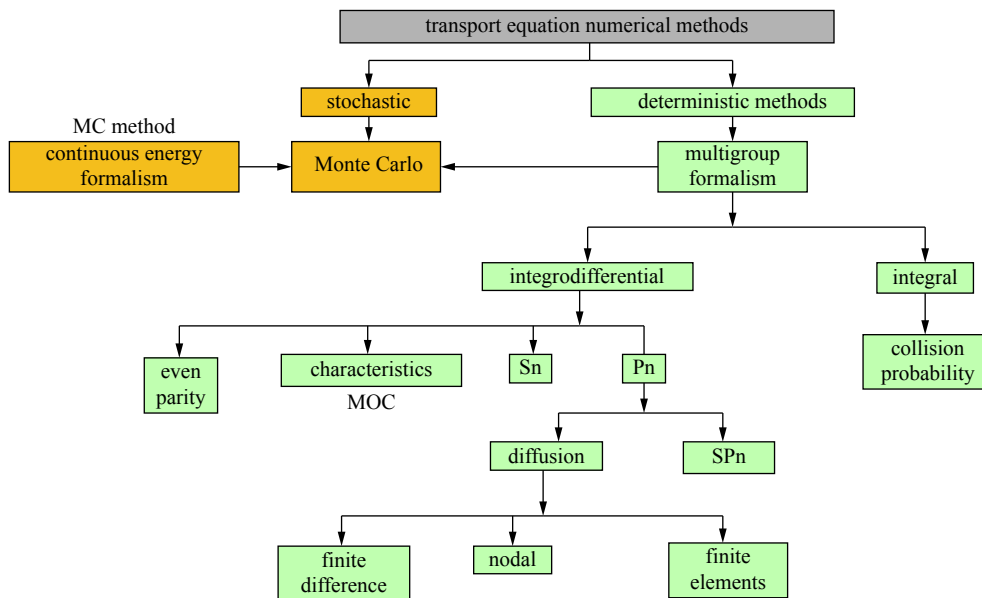 transport equation numerical methods
stochastic
deterministic methods
MC method
continuous energy
formalism
Monte Carlo
multigroup
formalism
integrodifferential
integral
even
parity
characteristics
MOC
Sn
Pn
collision
probability
diffusion
SPn
finite
difference
nodal
finite
elements